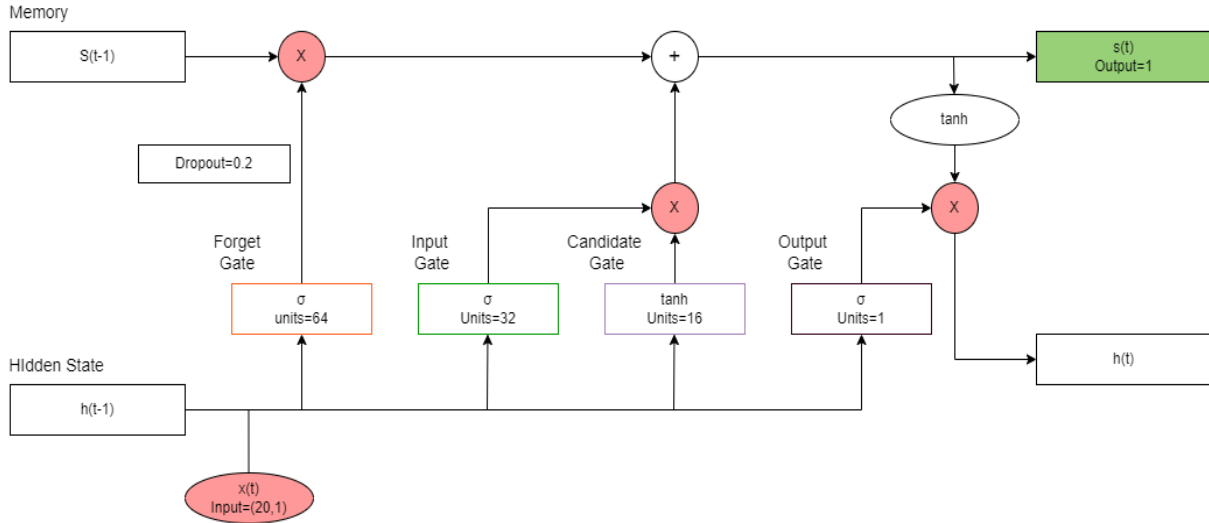 Memory
S(t-1)
X
+
s(t)
Output=1
tanh
Dropout=0.2
X
X
Forget
Gate
Input
Gate
Candidate
Gate
Output
Gate
σ
units=64
σ
Units=32
tanh
Units=16
σ
Units=1
HIdden State
h(t-1)
h(t)
x(t)
Input=(20,1)